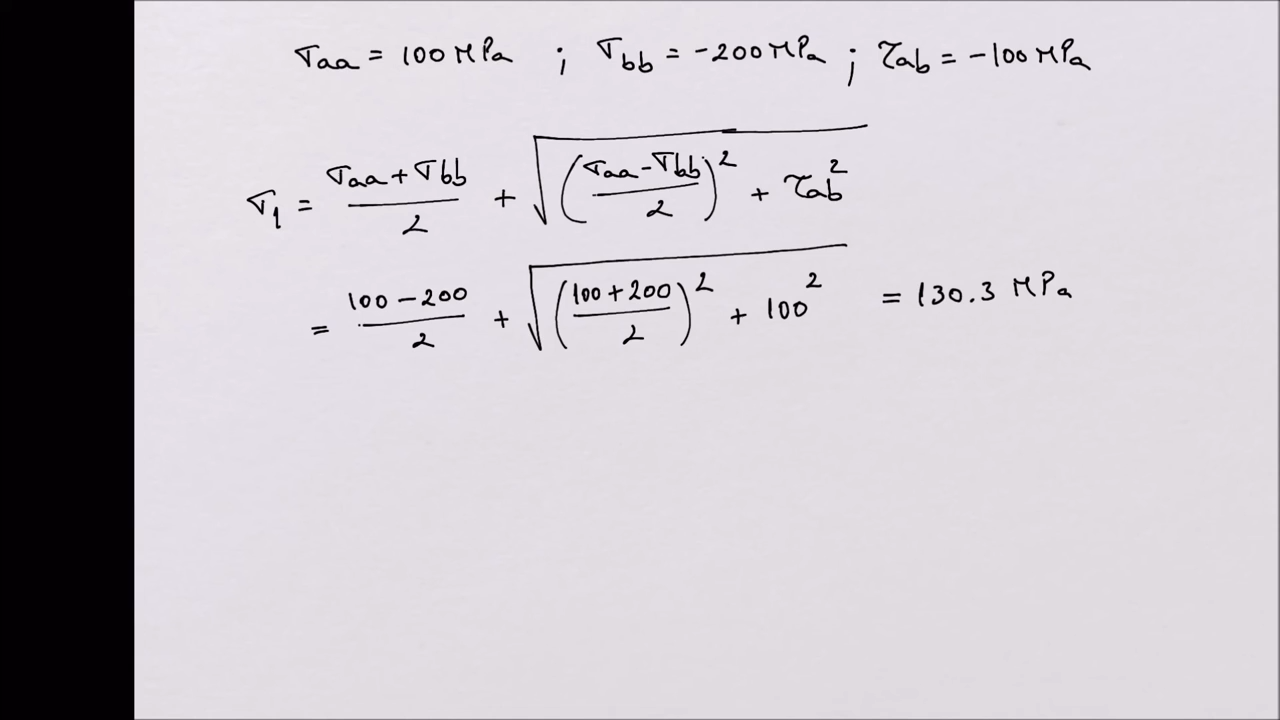 σaa = 100 MPa ; σbb = -200 MPa ; τab = -100 MPa
σ1 = (σaa + σbb)/2 + √(((σaa - σbb)/2)² + τab²)
= (100 - 200)/2 + √(((100 + 200)/2)² + 100²) = 130.3 MPa